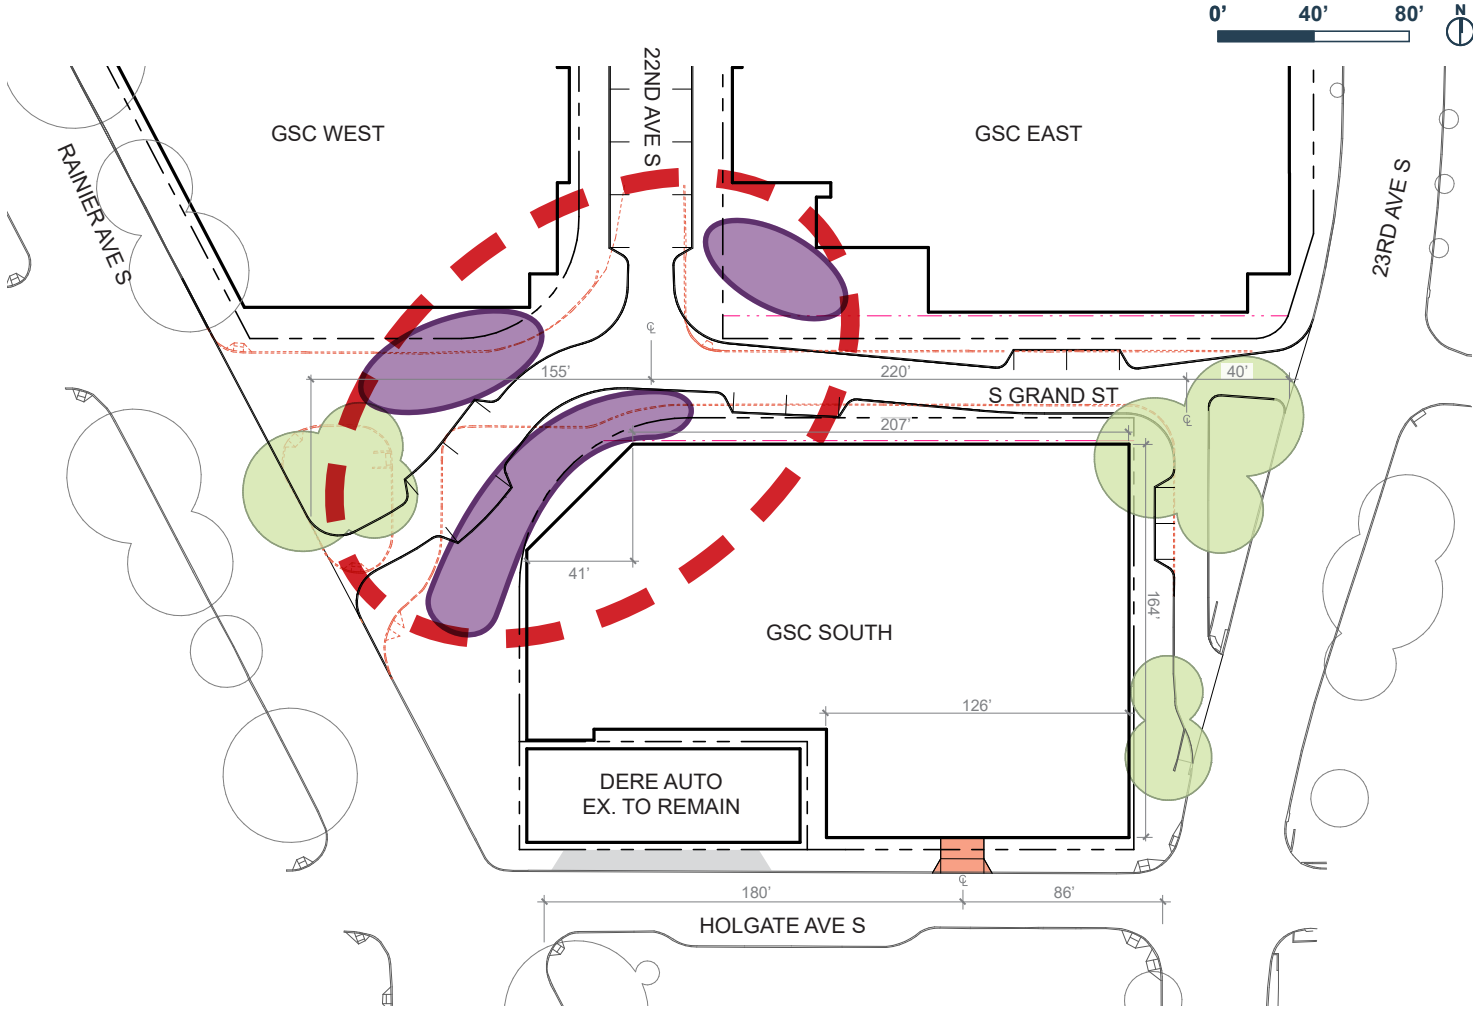 0' 40' 80' N
22ND AVE S
GSC WEST
GSC EAST
RAINIER AVE S
23RD AVE S
℄
155' 220' 40'
S GRAND ST
℄
207'
41'
164'
GSC SOUTH
126'
DERE AUTO
EX. TO REMAIN
℄
180' 86'
HOLGATE AVE S